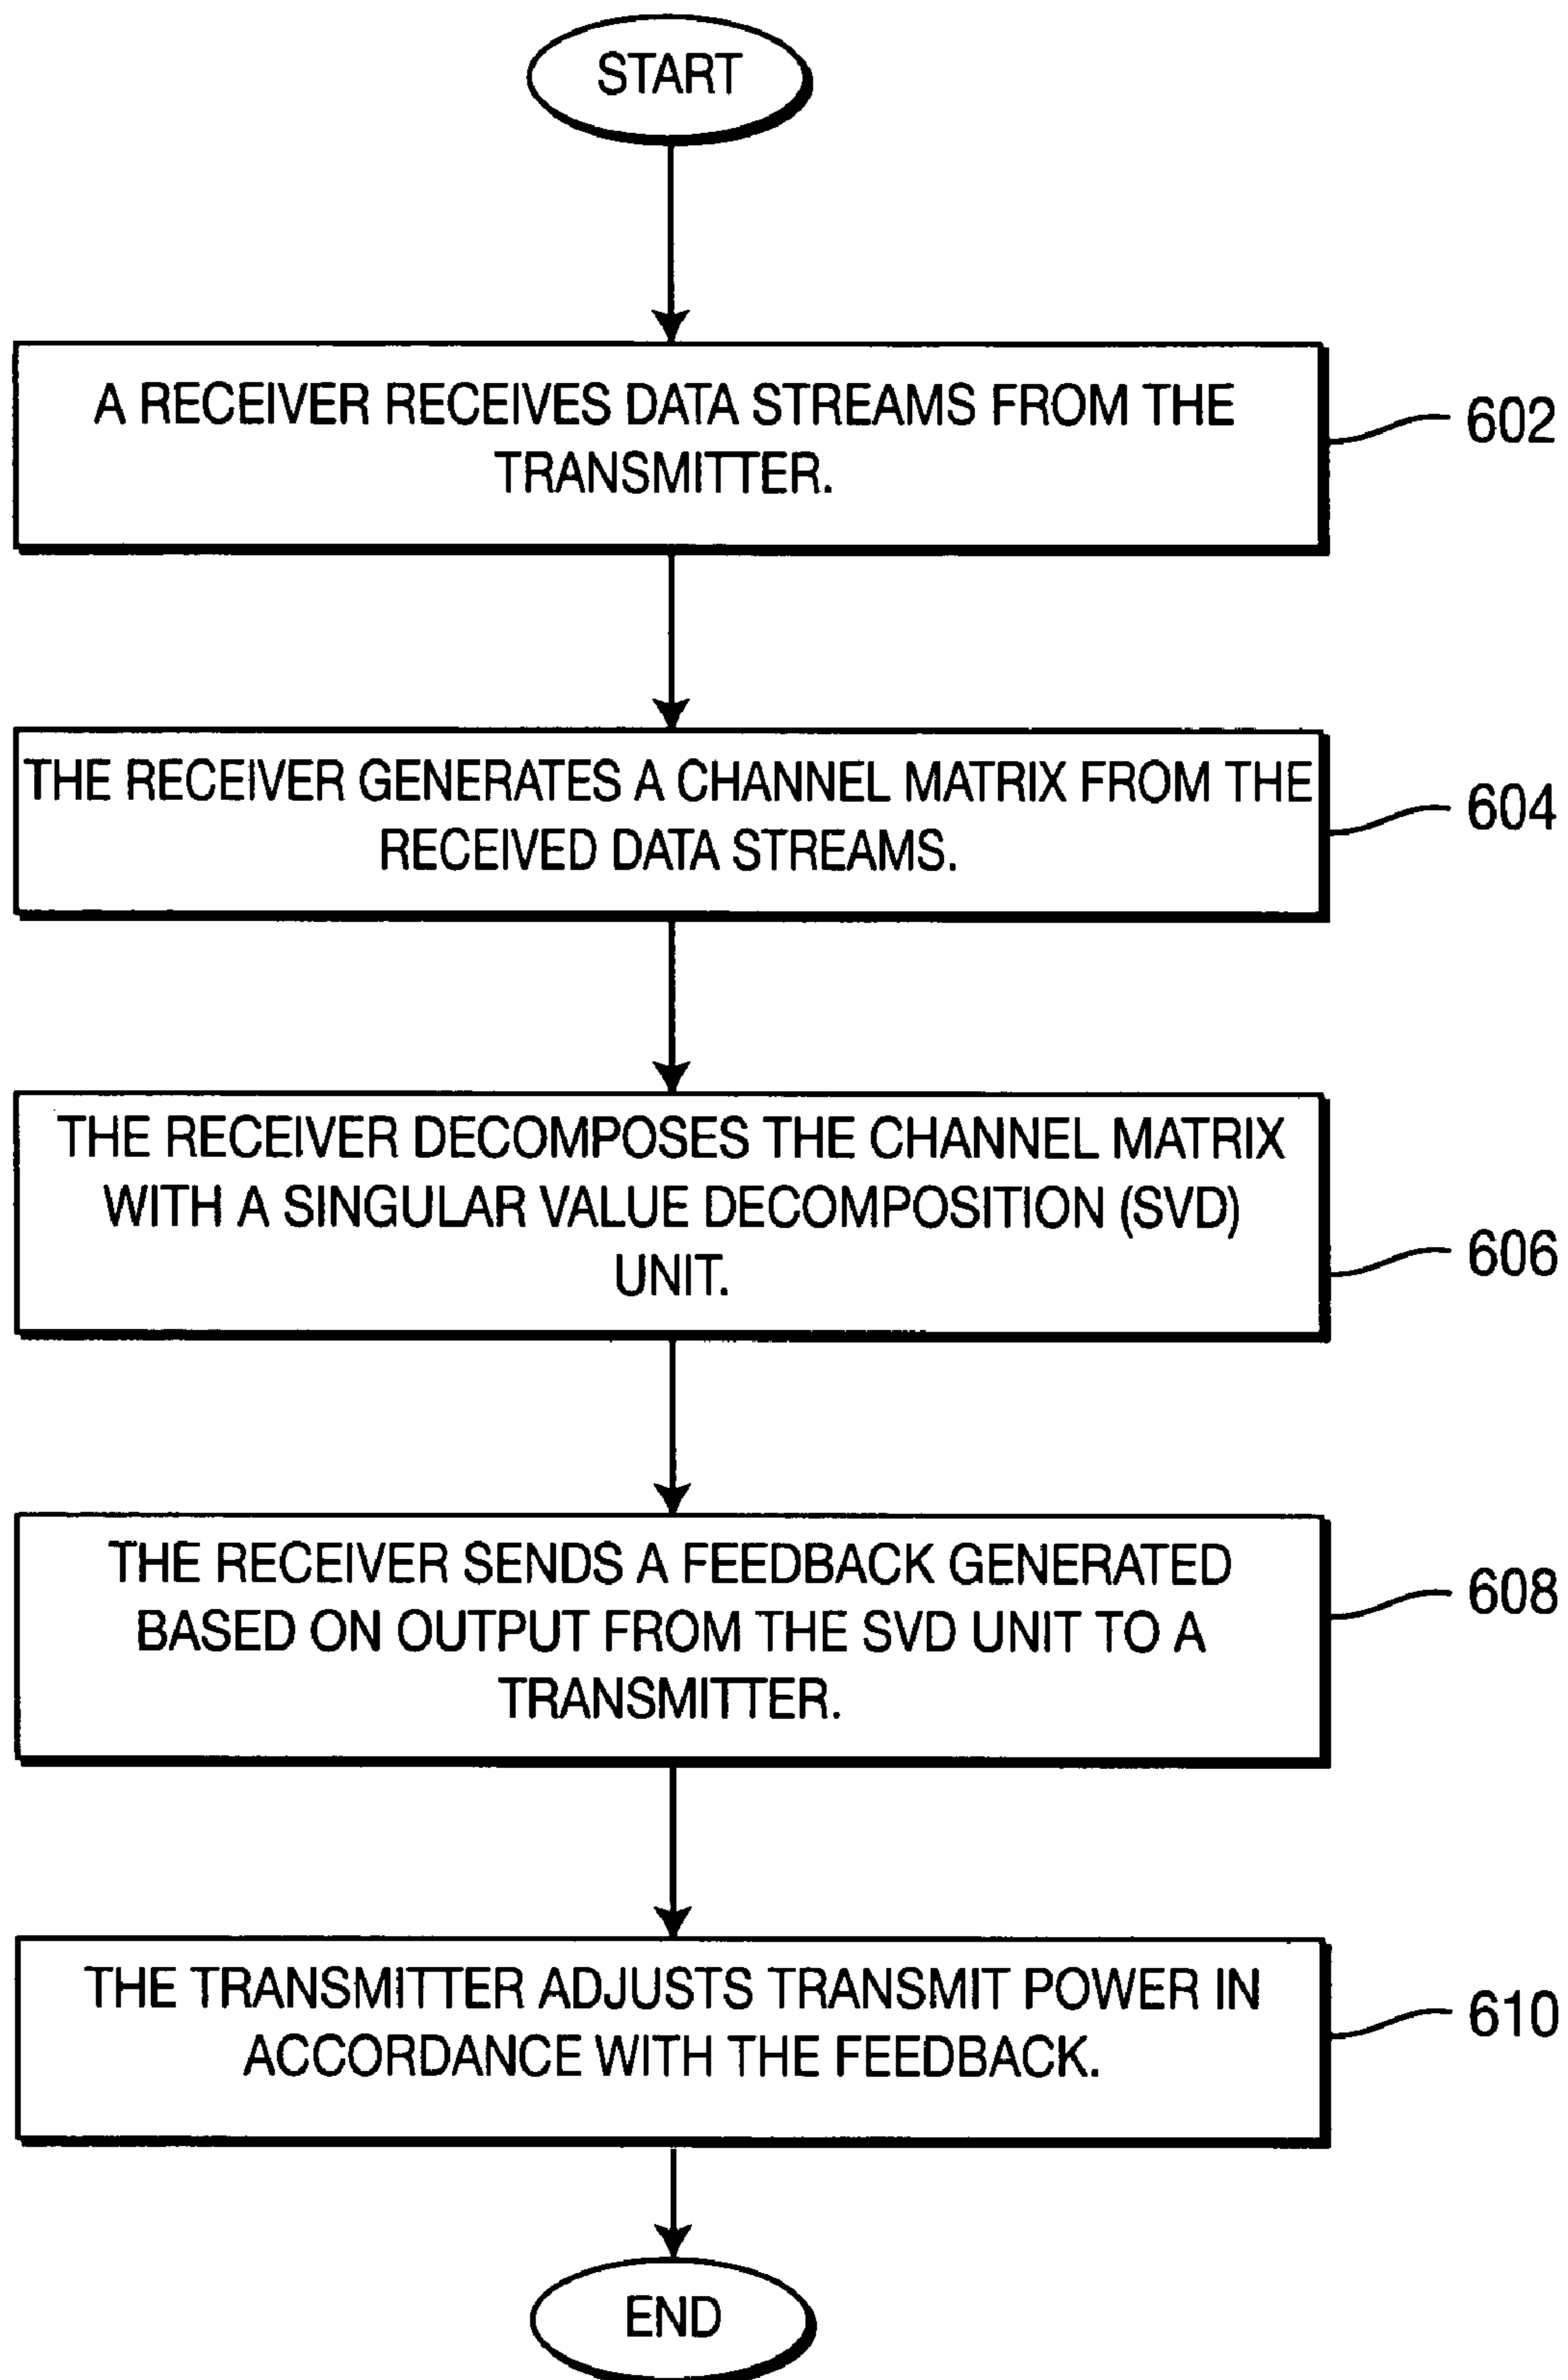 START
A RECEIVER RECEIVES DATA STREAMS FROM THE
TRANSMITTER.
602
THE RECEIVER GENERATES A CHANNEL MATRIX FROM THE
RECEIVED DATA STREAMS.
604
THE RECEIVER DECOMPOSES THE CHANNEL MATRIX
WITH A SINGULAR VALUE DECOMPOSITION (SVD)
UNIT.
606
THE RECEIVER SENDS A FEEDBACK GENERATED
BASED ON OUTPUT FROM THE SVD UNIT TO A
TRANSMITTER.
608
THE TRANSMITTER ADJUSTS TRANSMIT POWER IN
ACCORDANCE WITH THE FEEDBACK.
610
END